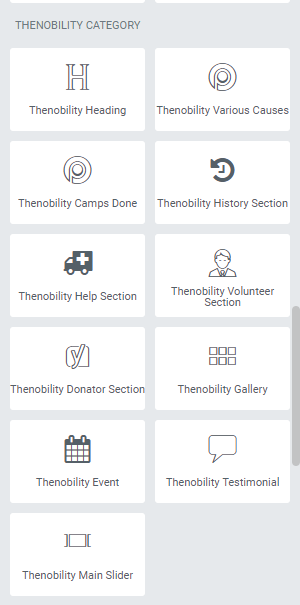 THENOBILITY CATEGORY
Thenobility Heading
Thenobility Various Causes
Thenobility Camps Done
Thenobility History Section
Thenobility Help Section
Thenobility Volunteer
Section
Thenobility Donator Section
Thenobility Gallery
Thenobility Event
Thenobility Testimonial
Thenobility Main Slider